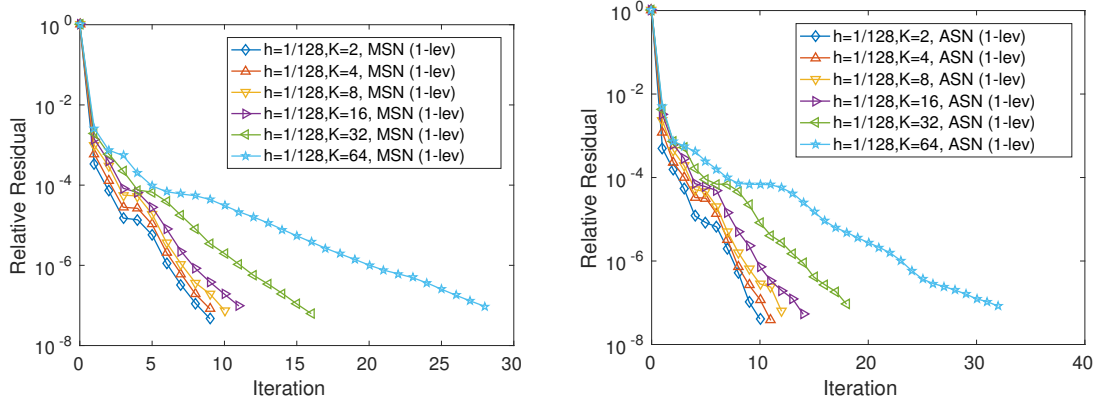 10^0
10^-2
10^-4
10^-6
10^-8
Relative Residual
h=1/128,K=2, MSN (1-lev)
h=1/128,K=4, MSN (1-lev)
h=1/128,K=8, MSN (1-lev)
h=1/128,K=16, MSN (1-lev)
h=1/128,K=32, MSN (1-lev)
h=1/128,K=64, MSN (1-lev)
0 5 10 15 20 25 30
Iteration
10^0
10^-2
10^-4
10^-6
10^-8
Relative Residual
h=1/128,K=2, ASN (1-lev)
h=1/128,K=4, ASN (1-lev)
h=1/128,K=8, ASN (1-lev)
h=1/128,K=16, ASN (1-lev)
h=1/128,K=32, ASN (1-lev)
h=1/128,K=64, ASN (1-lev)
0 10 20 30 40
Iteration